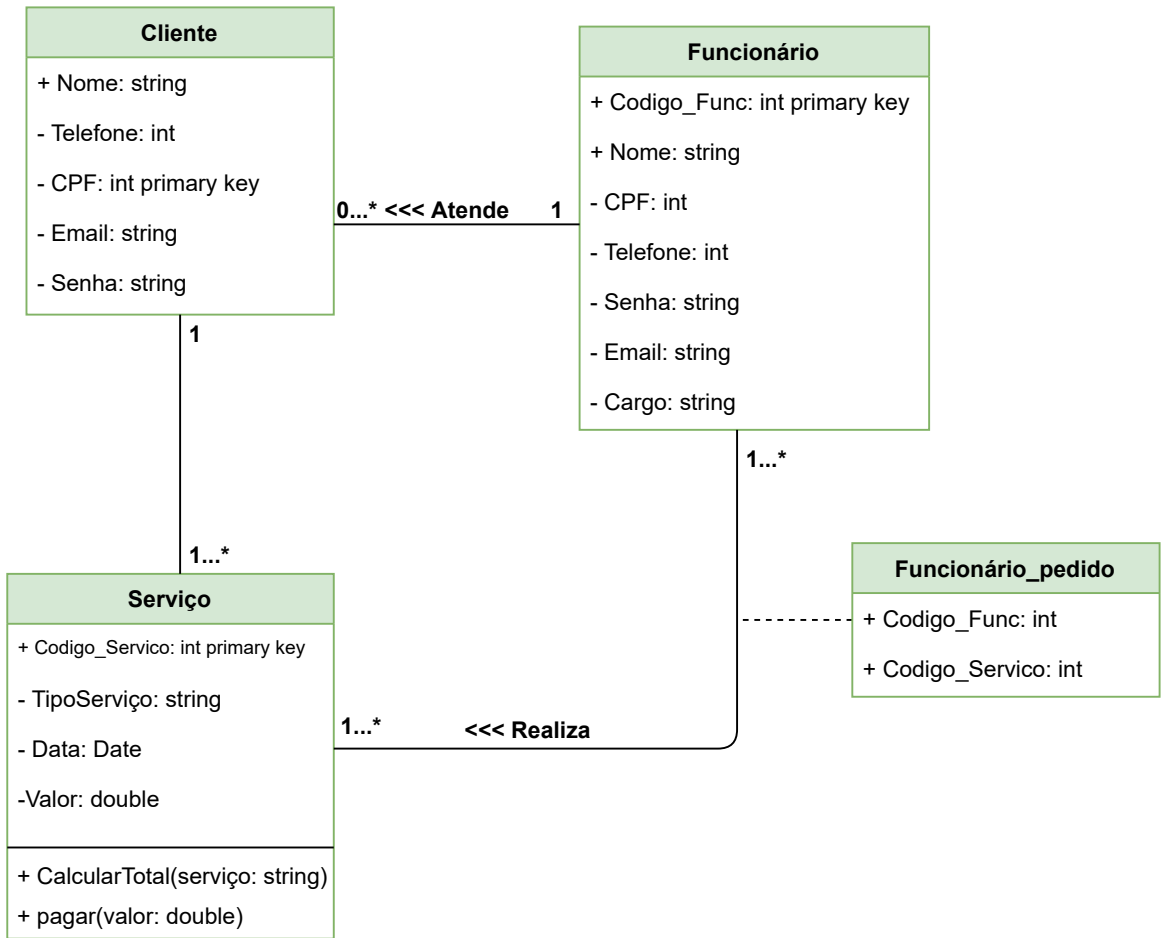 Cliente
+ Nome: string
- Telefone: int
- CPF: int primary key
- Email: string
- Senha: string
Funcionário
+ Codigo_Func: int primary key
+ Nome: string
- CPF: int
- Telefone: int
- Senha: string
- Email: string
- Cargo: string
0...* <<< Atende 1
1
1...*
1...*
Serviço
+ Codigo_Servico: int primary key
- TipoServiço: string
- Data: Date
-Valor: double
+ CalcularTotal(serviço: string)
+ pagar(valor: double)
1...* <<< Realiza
Funcionário_pedido
+ Codigo_Func: int
+ Codigo_Servico: int